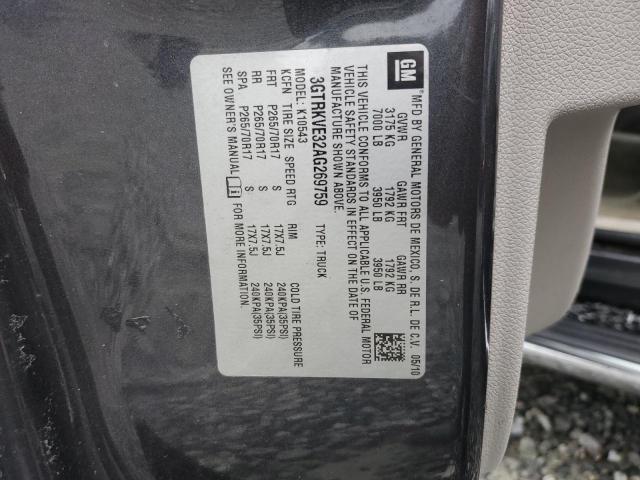 GM
MFD BY GENERAL MOTORS DE MEXICO, S. DE R.L. DE C.V. 05/10
GVWR GAWR FRT GAWR RR
3175 KG 1792 KG 1792 KG
7000 LB 3950 LB 3950 LB
THIS VEHICLE CONFORMS TO ALL APPLICABLE U.S. FEDERAL MOTOR
VEHICLE SAFETY STANDARDS IN EFFECT ON THE DATE OF
MANUFACTURE SHOWN ABOVE.
3GTRKVE32AG269759 TYPE: TRUCK
MODEL: K10543
KCFN TIRE SIZE SPEED RTG RIM COLD TIRE PRESSURE
FRT P265/70R17 S 17X7.5J 240KPA(35PSI)
RR P265/70R17 S 17X7.5J 240KPA(35PSI)
SPA P265/70R17 S 17X7.5J 240KPA(35PSI)
SEE OWNER'S MANUAL FOR MORE INFORMATION.